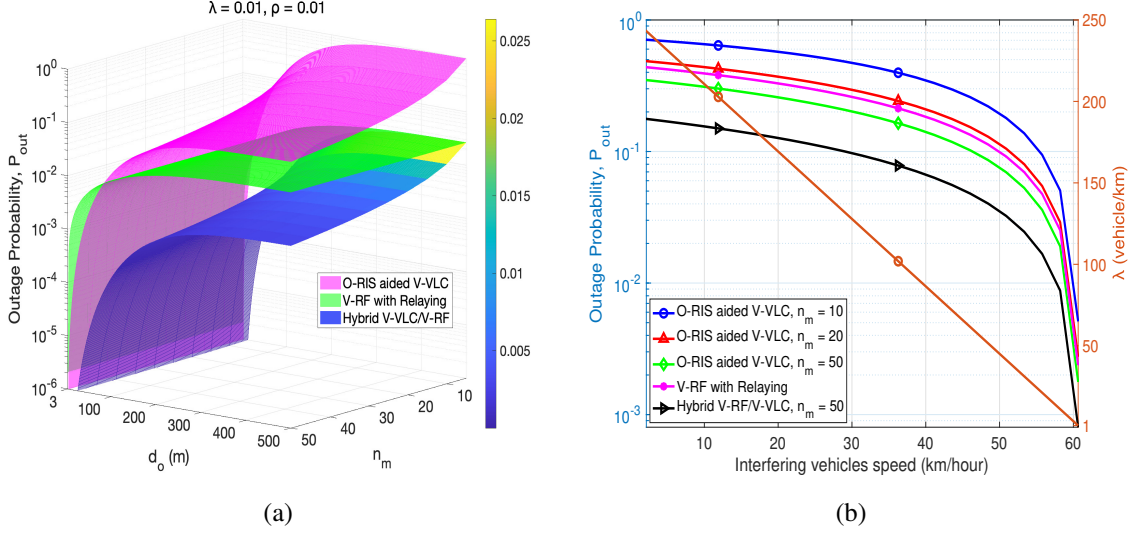 λ = 0.01, ρ = 0.01
Outage Probability, P_out
10^0
10^-1
10^-2
10^-3
10^-4
10^-5
10^-6
O-RIS aided V-VLC
V-RF with Relaying
Hybrid V-VLC/V-RF
3 100 200 300 400 500
d_o (m)
50 40 30 20 10
n_m
0.025
0.02
0.015
0.01
0.005
(a)
Outage Probability, P_out
10^0
10^-1
10^-2
10^-3
O-RIS aided V-VLC, n_m = 10
O-RIS aided V-VLC, n_m = 20
O-RIS aided V-VLC, n_m = 50
V-RF with Relaying
Hybrid V-RF/V-VLC, n_m = 50
10 20 30 40 50 60
Interfering vehicles speed (km/hour)
250
200
150
100
50
1
λ (vehicle/km)
(b)